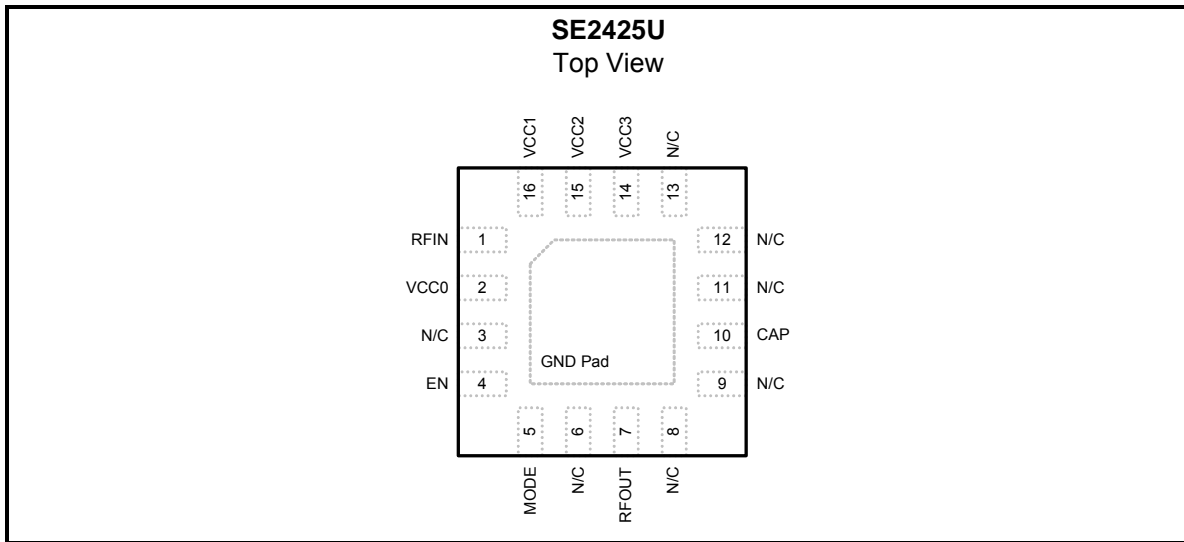 SE2425U
Top View
VCC1
VCC2
VCC3
N/C
16
15
14
13
RFIN 1
12 N/C
VCC0 2
11 N/C
N/C 3
10 CAP
EN 4
9 N/C
GND Pad
5
6
7
8
MODE
N/C
RFOUT
N/C